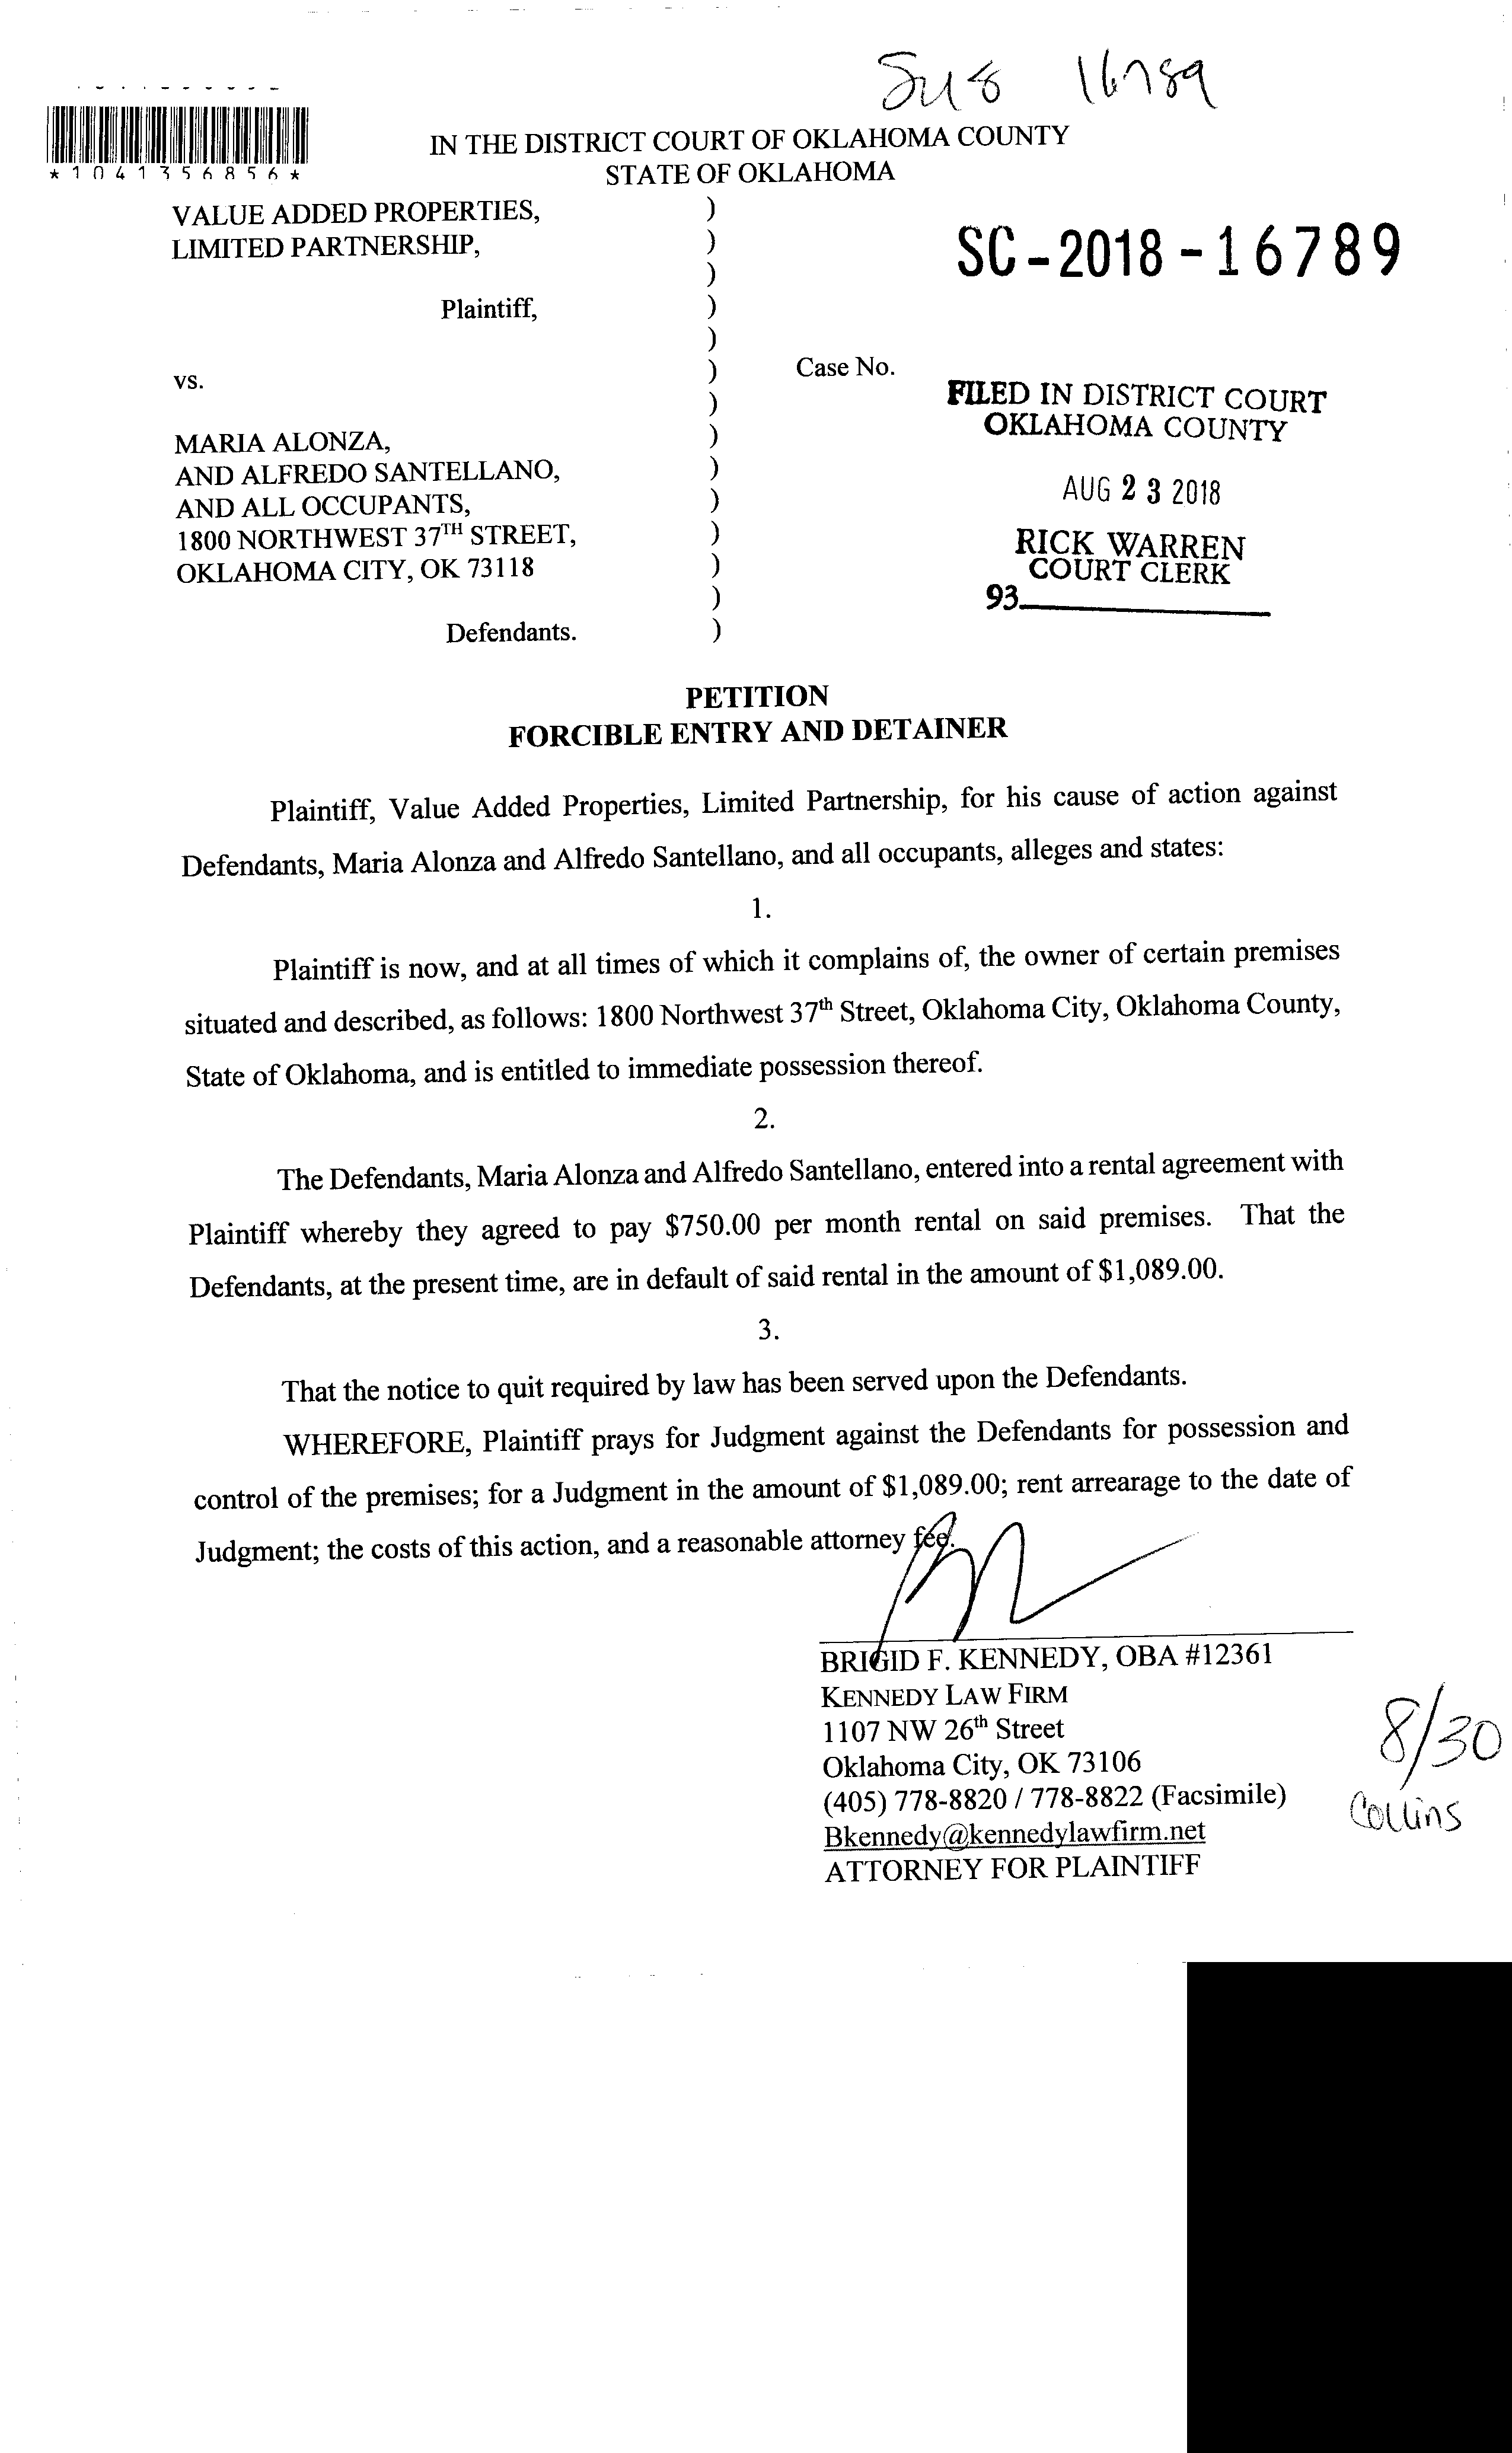 Su8 16789
*1041356856*
IN THE DISTRICT COURT OF OKLAHOMA COUNTY
STATE OF OKLAHOMA
VALUE ADDED PROPERTIES, )
LIMITED PARTNERSHIP, )
)
Plaintiff, )
)
vs. )
)
MARIA ALONZA, )
AND ALFREDO SANTELLANO, )
AND ALL OCCUPANTS, )
1800 NORTHWEST 37TH STREET, )
OKLAHOMA CITY, OK 73118 )
)
Defendants. )
SC-2018-16789
Case No.
FILED IN DISTRICT COURT
OKLAHOMA COUNTY
AUG 23 2018
RICK WARREN
COURT CLERK
93
PETITION
FORCIBLE ENTRY AND DETAINER
Plaintiff, Value Added Properties, Limited Partnership, for his cause of action against
Defendants, Maria Alonza and Alfredo Santellano, and all occupants, alleges and states:
1.
Plaintiff is now, and at all times of which it complains of, the owner of certain premises
situated and described, as follows: 1800 Northwest 37th Street, Oklahoma City, Oklahoma County,
State of Oklahoma, and is entitled to immediate possession thereof.
2.
The Defendants, Maria Alonza and Alfredo Santellano, entered into a rental agreement with
Plaintiff whereby they agreed to pay $750.00 per month rental on said premises. That the
Defendants, at the present time, are in default of said rental in the amount of $1,089.00.
3.
That the notice to quit required by law has been served upon the Defendants.
WHEREFORE, Plaintiff prays for Judgment against the Defendants for possession and
control of the premises; for a Judgment in the amount of $1,089.00; rent arrearage to the date of
Judgment; the costs of this action, and a reasonable attorney fee.
BRIGID F. KENNEDY, OBA #12361
KENNEDY LAW FIRM
1107 NW 26th Street
Oklahoma City, OK 73106
(405) 778-8820 / 778-8822 (Facsimile)
Bkennedy@kennedylawfirm.net
ATTORNEY FOR PLAINTIFF
8/30
Collins